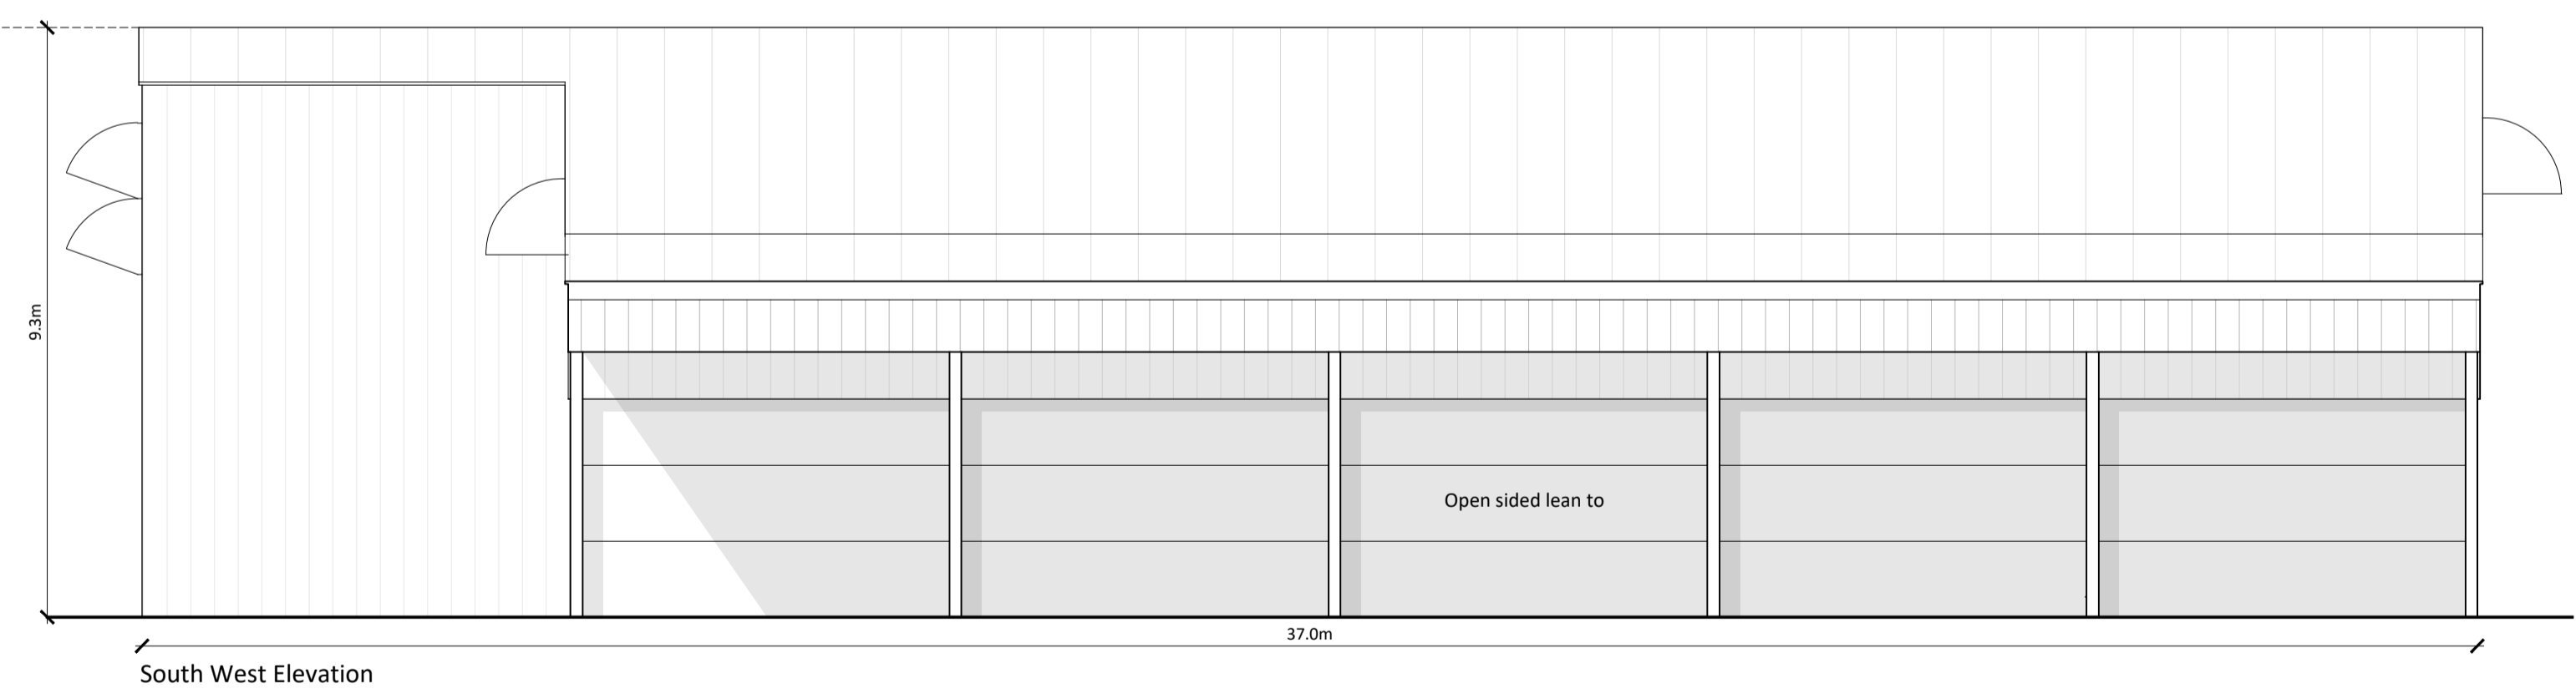 9.3m
Open sided lean to
37.0m
South West Elevation